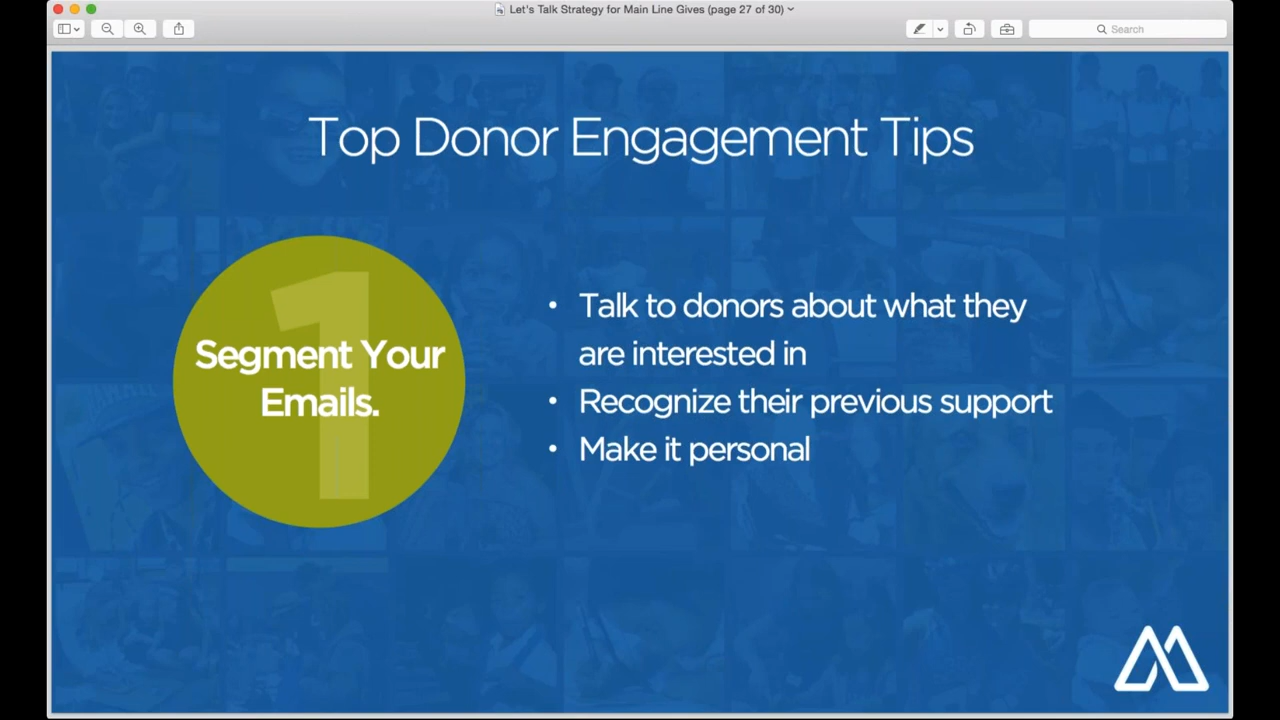 Let's Talk Strategy for Main Line Gives (page 27 of 30)
Search
Top Donor Engagement Tips
1
Segment Your
Emails.
• Talk to donors about what they
are interested in
• Recognize their previous support
• Make it personal